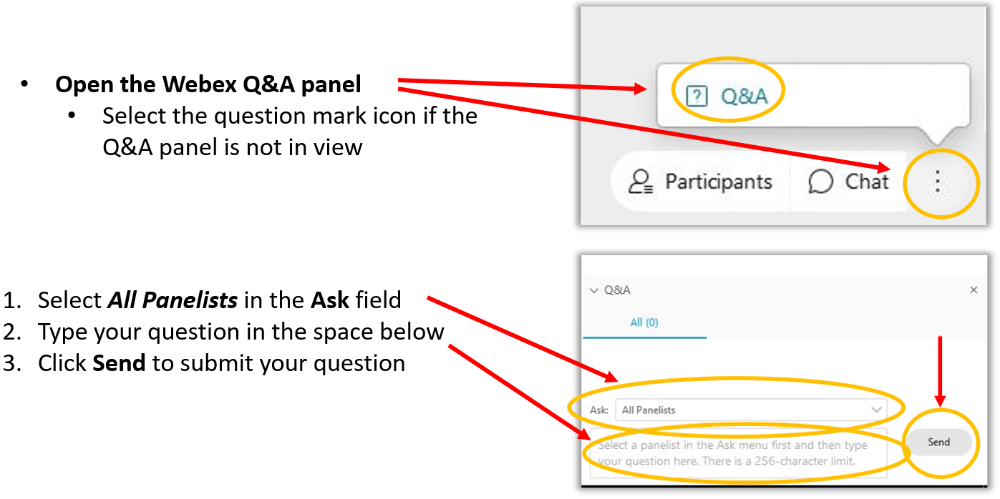 • Open the Webex Q&A panel
• Select the question mark icon if the
Q&A panel is not in view
? Q&A
Participants
Chat
1. Select All Panelists in the Ask field
2. Type your question in the space below
3. Click Send to submit your question
Q&A
All (0)
Ask: All Panelists
Select a panelist in the Ask menu first and then type
your question here. There is a 256-character limit.
Send